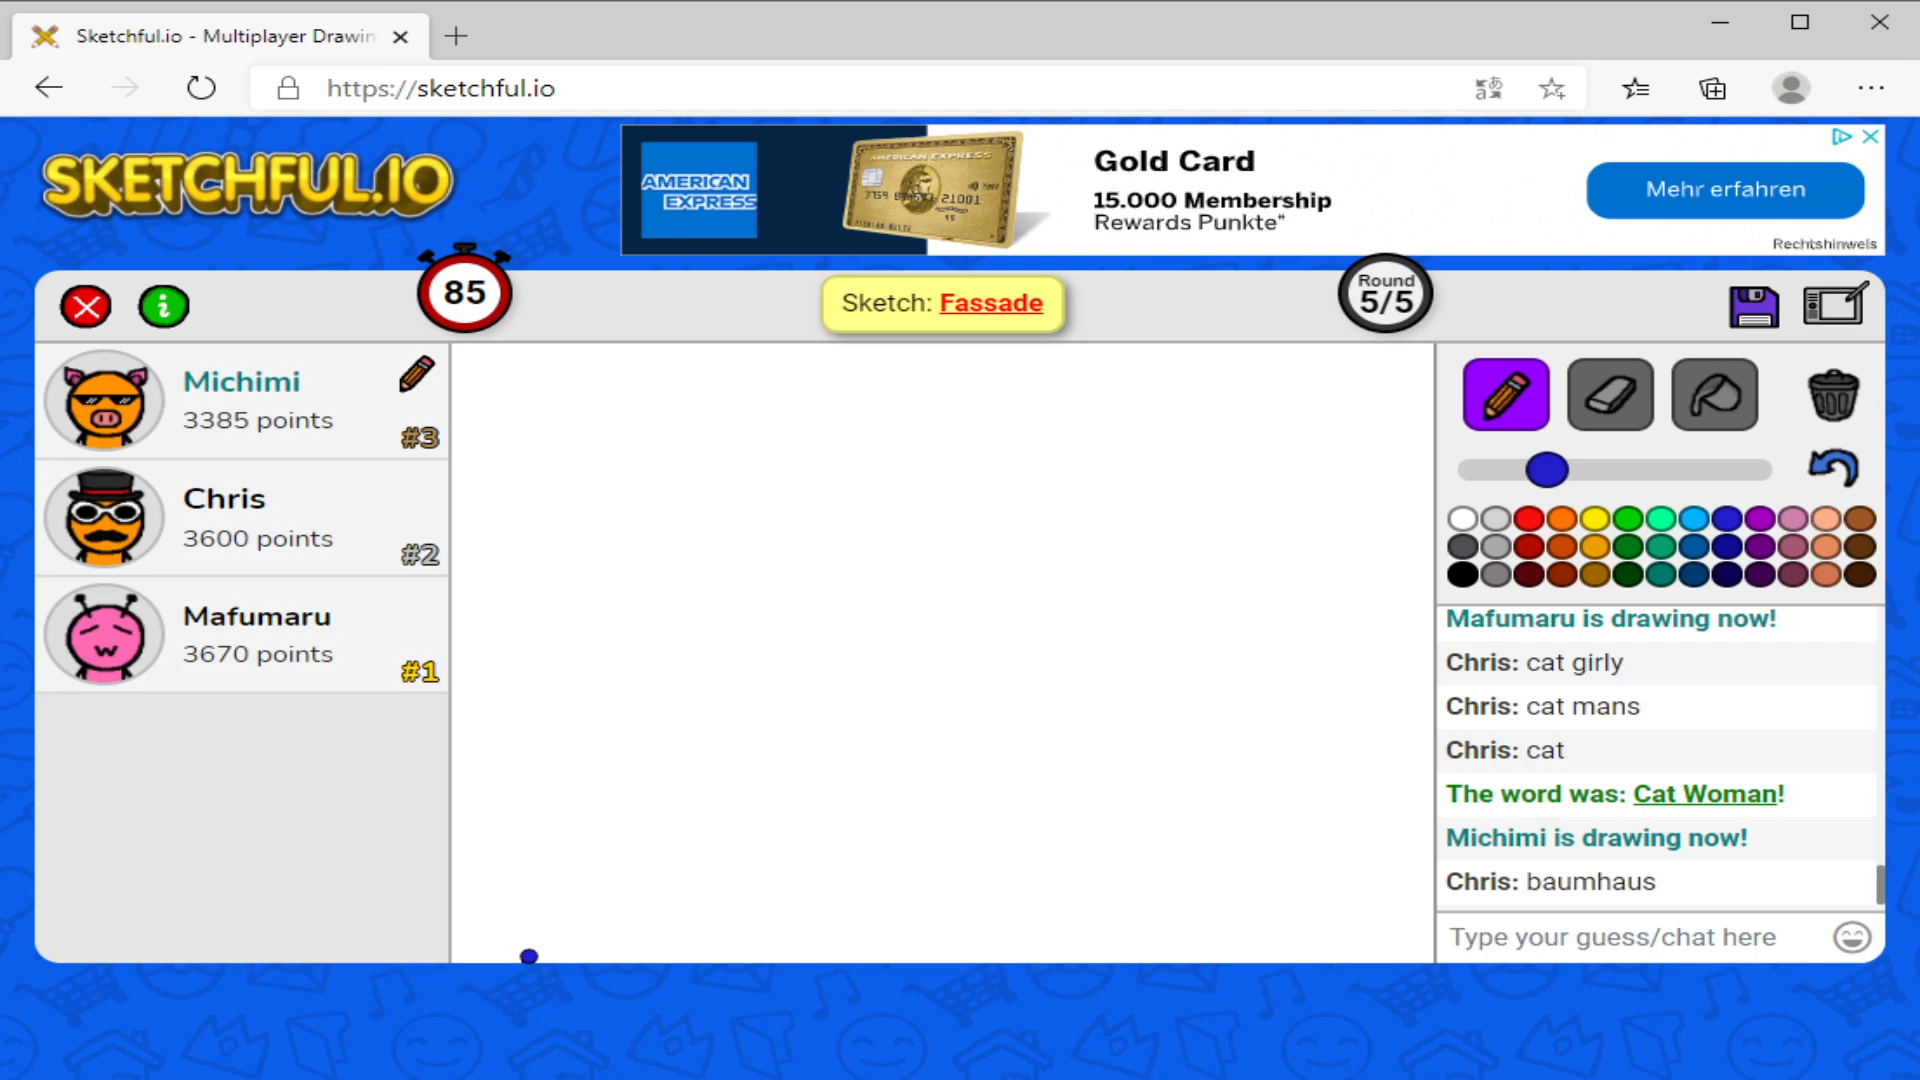 Sketchful.io - Multiplayer Drawin
https://sketchful.io
SKETCHFUL.IO
AMERICAN
EXPRESS
AMERICAN EXPRESS
Gold Card
15.000 Membership
Rewards Punkte*
Mehr erfahren
Rechtshinweis
85
Sketch: Fassade
Round
5/5
Michimi
3385 points
#3
Chris
3600 points
#2
Mafumaru
3670 points
#1
Mafumaru is drawing now!
Chris: cat girly
Chris: cat mans
Chris: cat
The word was: Cat Woman!
Michimi is drawing now!
Chris: baumhaus
Type your guess/chat here